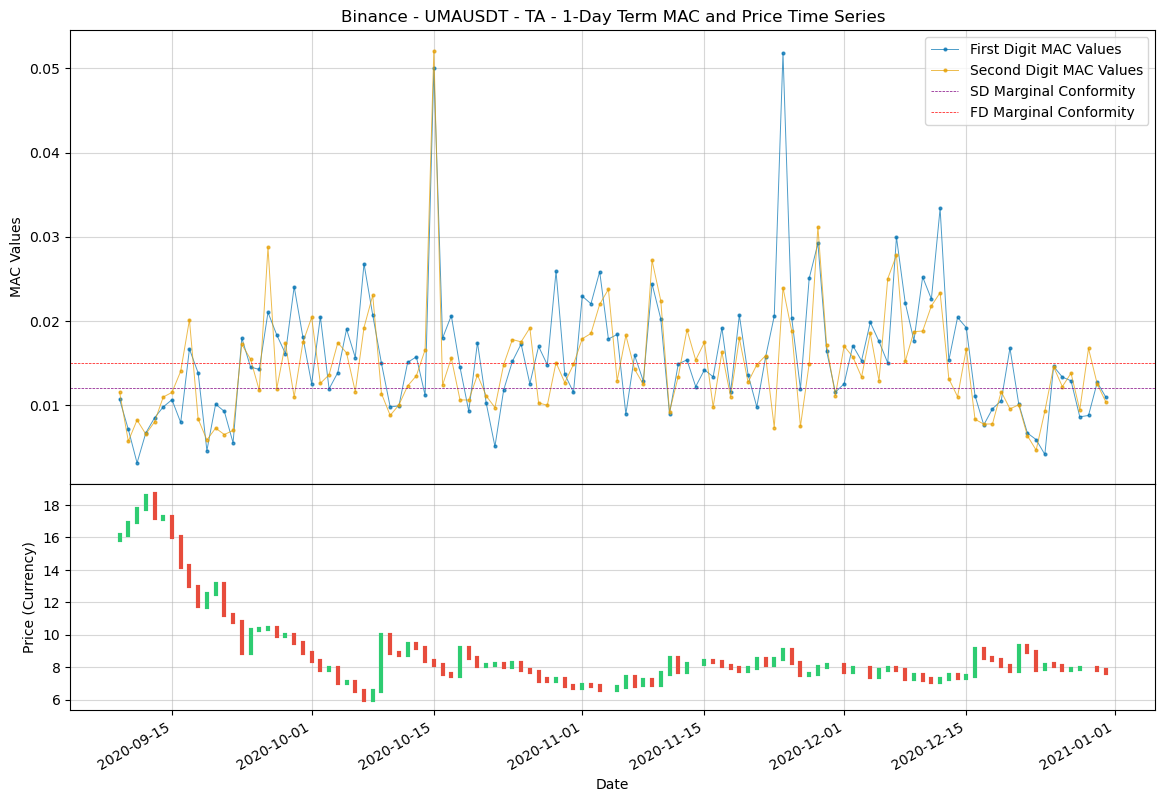 Binance - UMAUSDT - TA - 1-Day Term MAC and Price Time Series
First Digit MAC Values
Second Digit MAC Values
SD Marginal Conformity
FD Marginal Conformity
MAC Values
0.05
0.04
0.03
0.02
0.01
Price (Currency)
18
16
14
12
10
8
6
2020-09-15
2020-10-01
2020-10-15
2020-11-01
2020-11-15
2020-12-01
2020-12-15
2021-01-01
Date